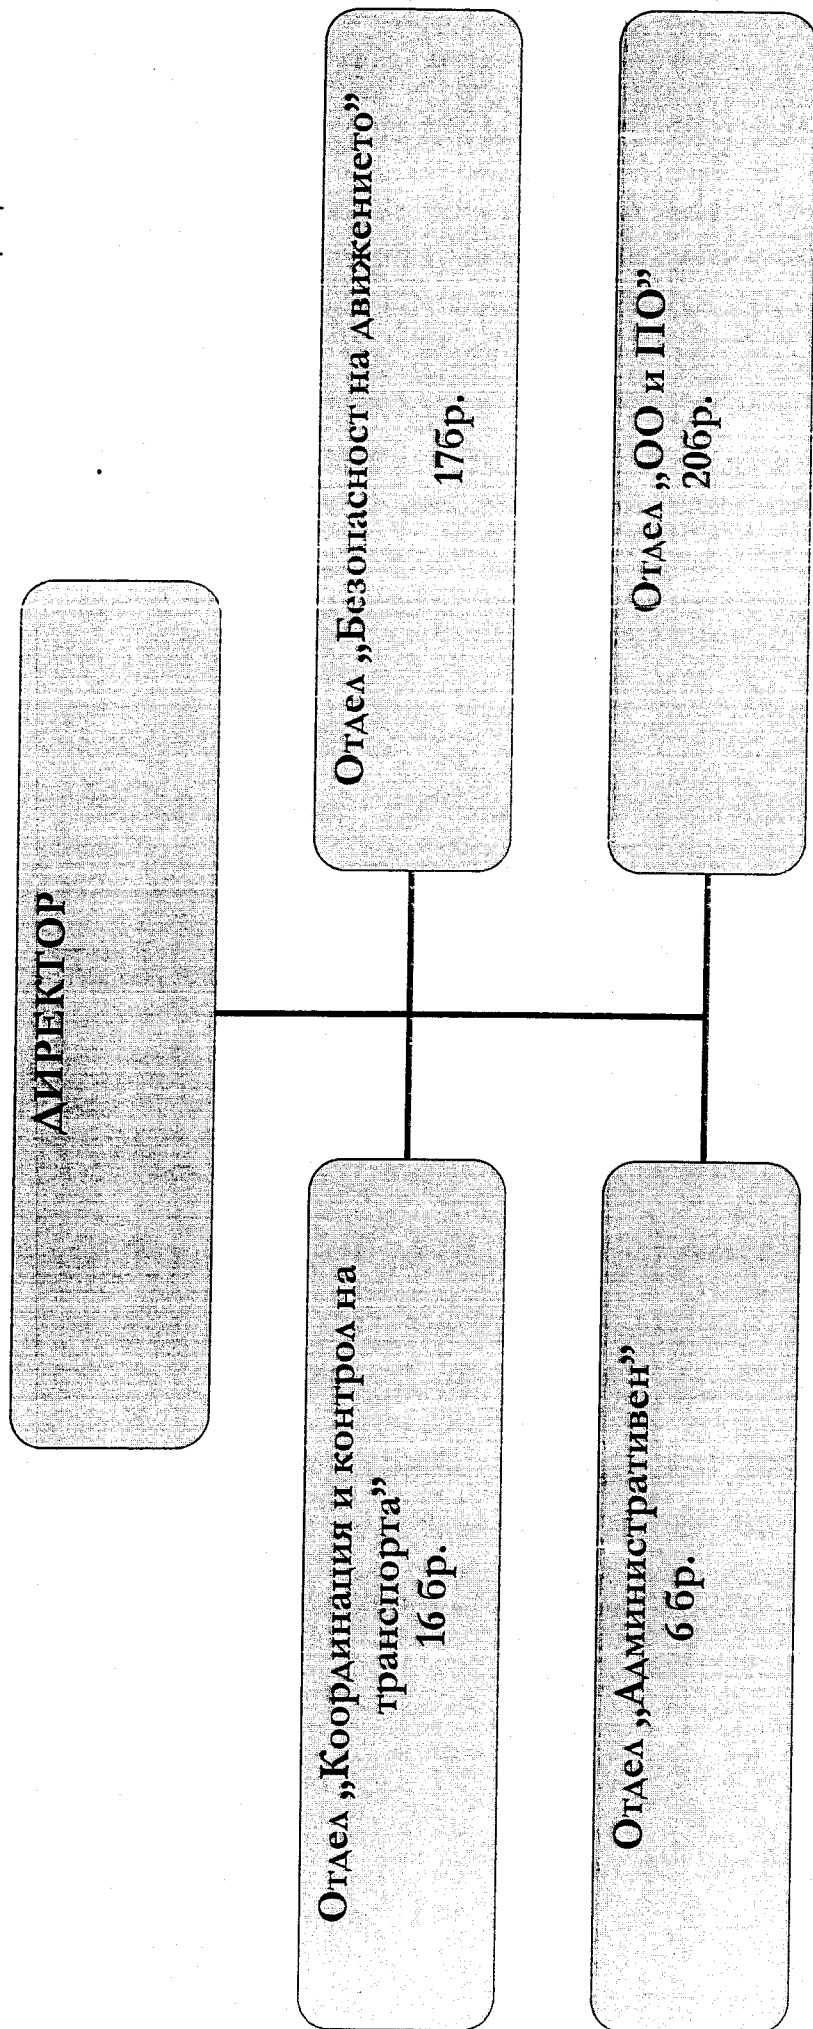 ДИРЕКТОР
Отдел „Координация и контрол на
транспорта”
16 бр.
Отдел „Безопасност на движението”
17бр.
Отдел „Административен”
6 бр.
Отдел „ОО и ПО”
20бр.